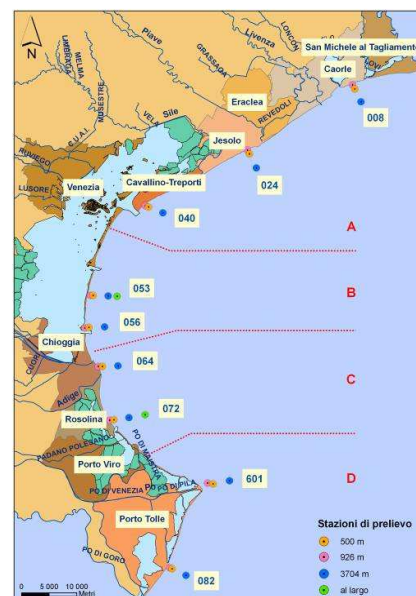 LONCON
Livenza
Piave
San Michele al Tagliamento
GRASSAGA
Caorle
N
REVEDOLI
Eraclea
008
Sile
VELA
Jesolo
024
Venezia
Cavallino-Treporti
LUSORE
040
A
053
B
056
Chioggia
064
C
Adige
072
Rosolina
PADANO POLESANO
PO DI MAISTRA
Porto Viro
D
601
PO DI VENEZIA
PO DI PILA
Porto Tolle
Stazioni di prelievo
500 m
926 m
PO DI GORO
3704 m
082
al largo
0
5 000
10 000
Metri